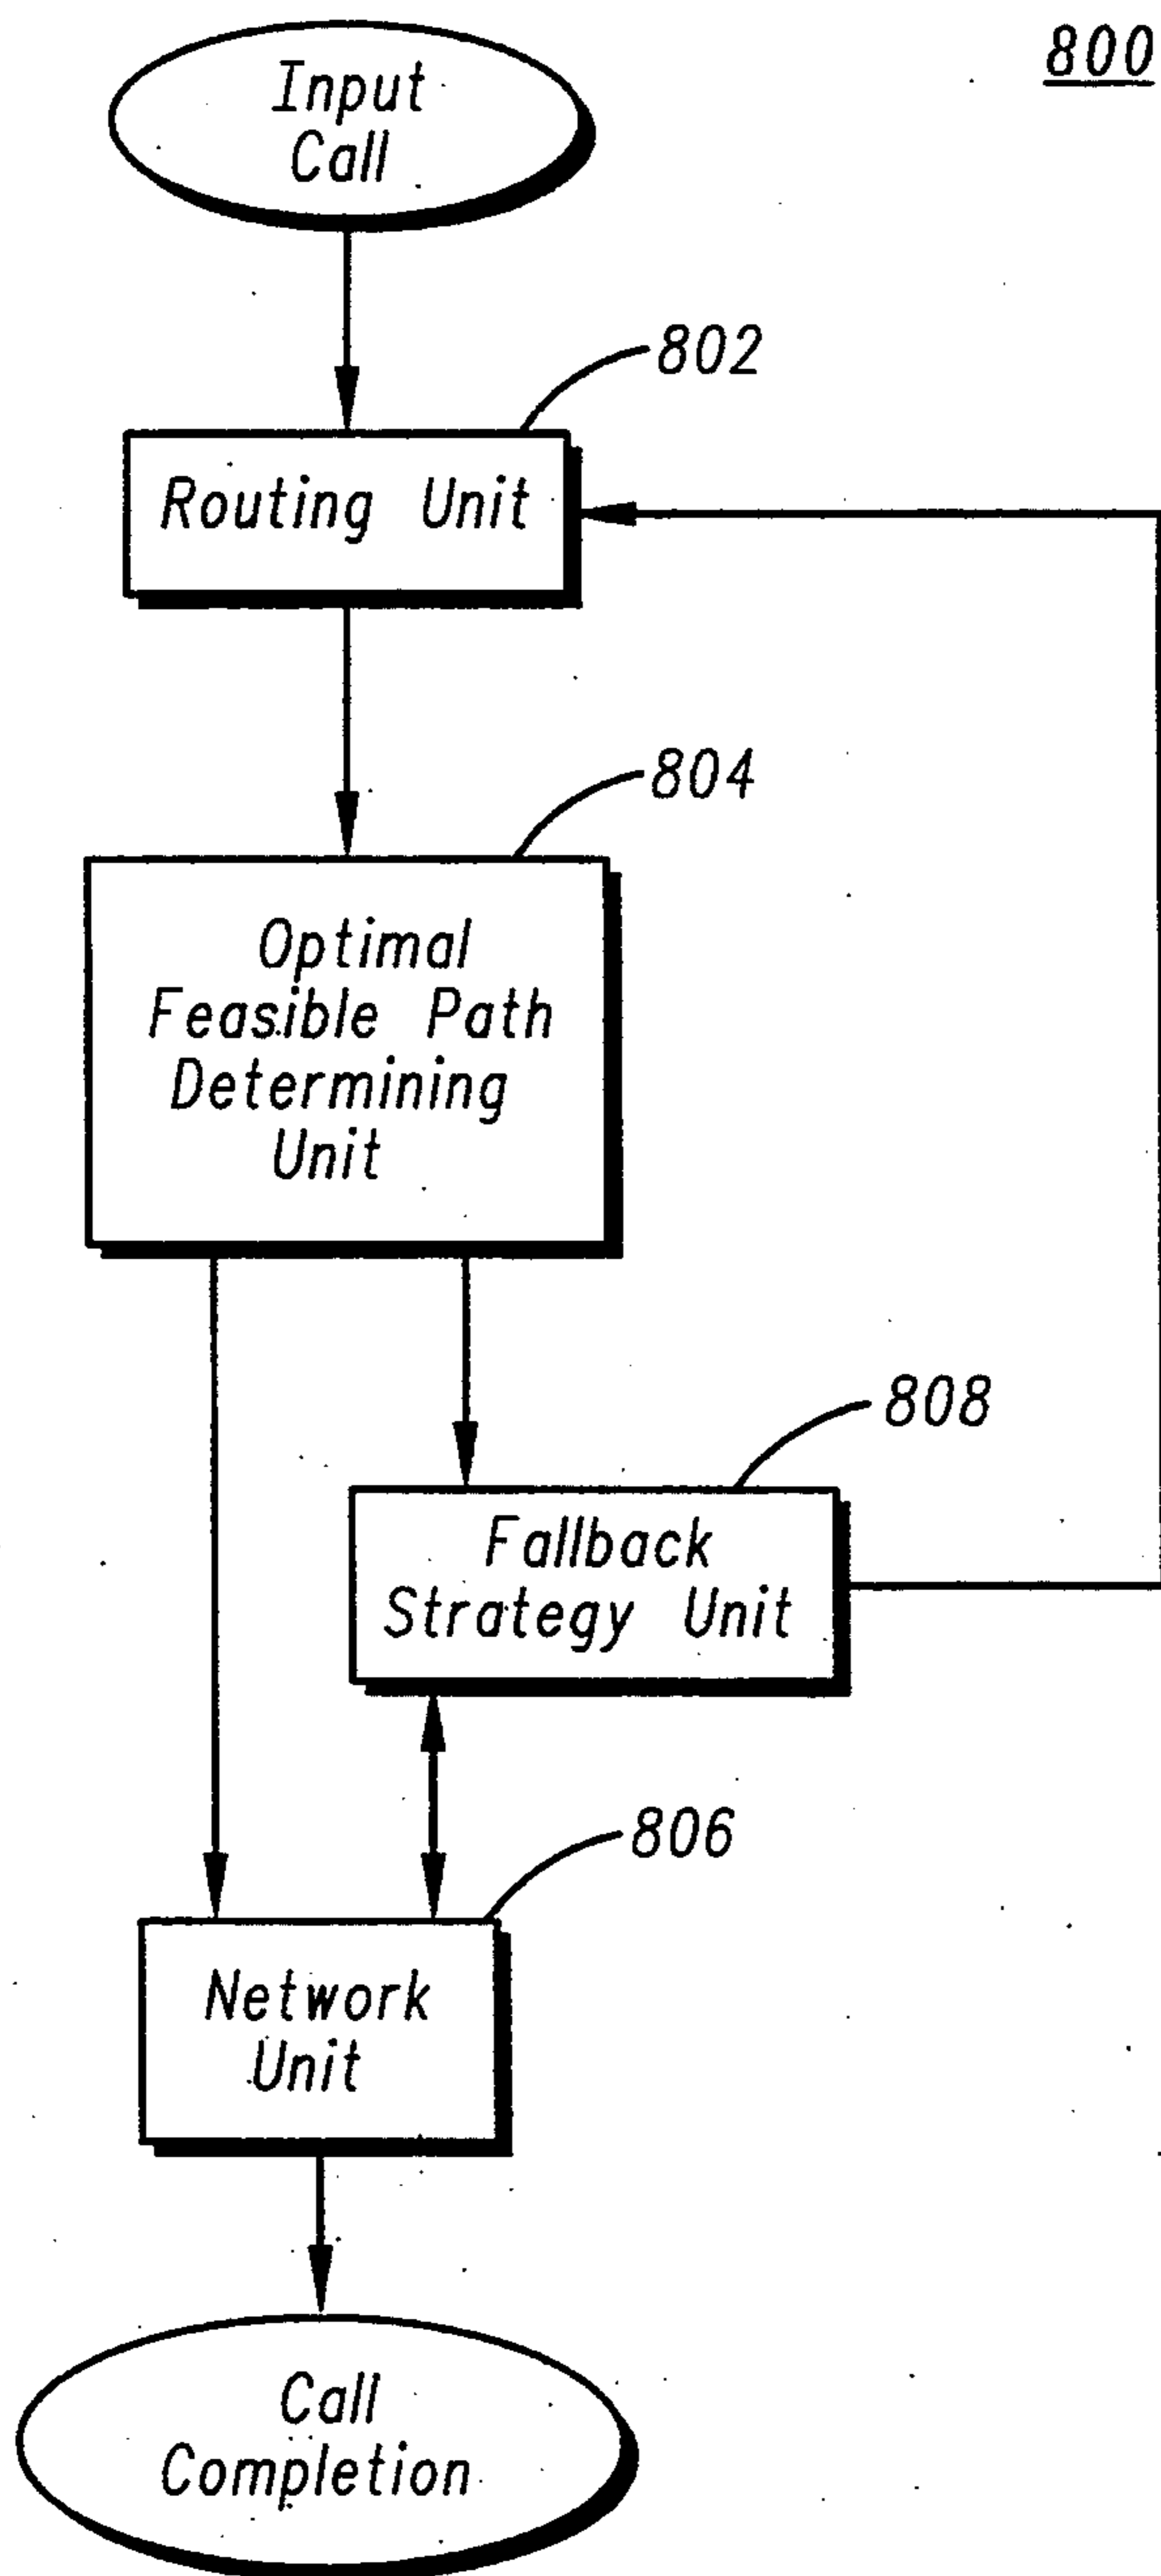 800
Input
Call
802
Routing Unit
804
Optimal
Feasible Path
Determining
Unit
808
Fallback
Strategy Unit
806
Network
Unit
Call
Completion